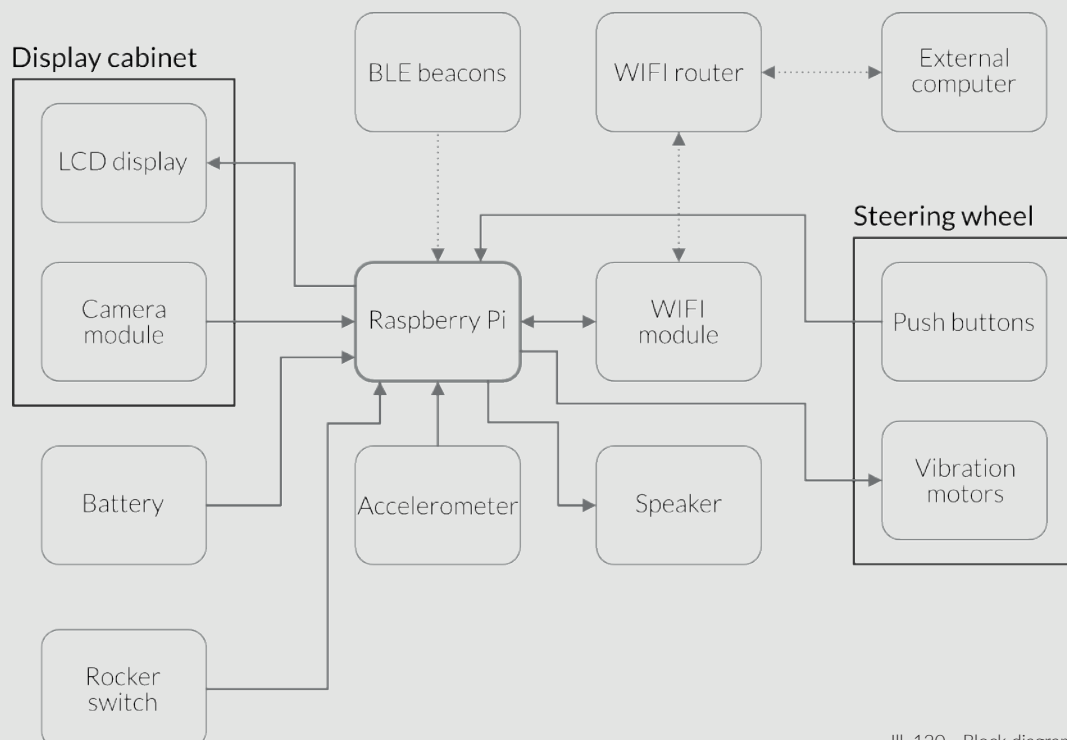 Display cabinet
BLE beacons
WIFI router
External
computer
LCD display
Steering wheel
Camera
module
Raspberry Pi
WIFI
module
Push buttons
Battery
Accelerometer
Speaker
Vibration
motors
Rocker
switch